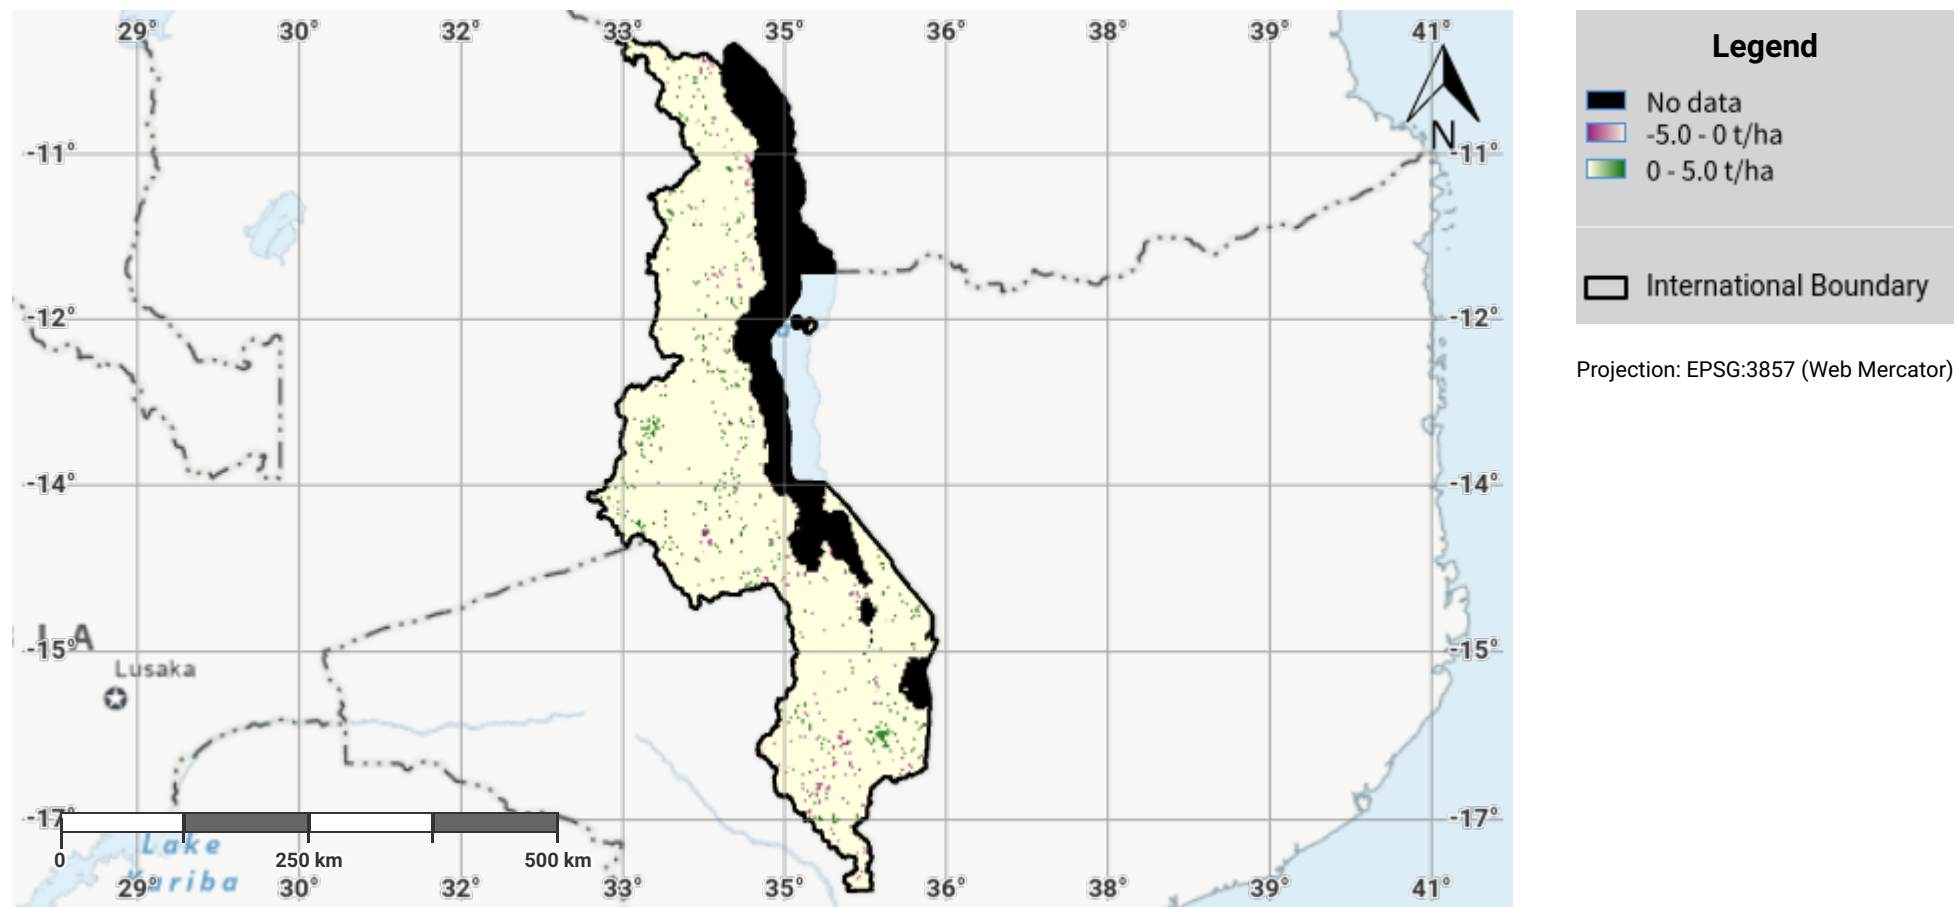 29° 30° 32° 33° 35° 36° 38° 39° 41°
N
-11° -11°
-12° -12°
-14° -14°
-15° -15°
Lusaka
-17° -17°
Lake
Kariba
0 250 km 500 km
29° 30° 32° 33° 35° 36° 38° 39° 41°
Legend
No data
-5.0 - 0 t/ha
0 - 5.0 t/ha
International Boundary
Projection: EPSG:3857 (Web Mercator)